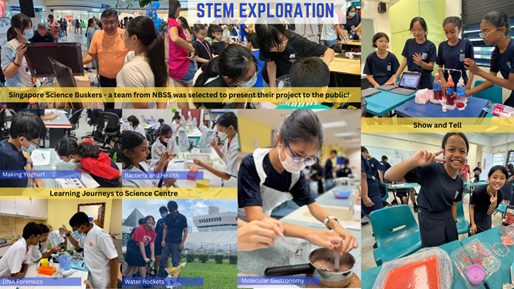 STEM EXPLORATION
Singapore Science Buskers - a team from NBSS was selected to present their project to the public!
Show and Tell
Making Yoghurt
Bacteria and Health
Learning Journeys to Science Centre
DNA Forensics
Water Rockets
Molecular Gastronomy